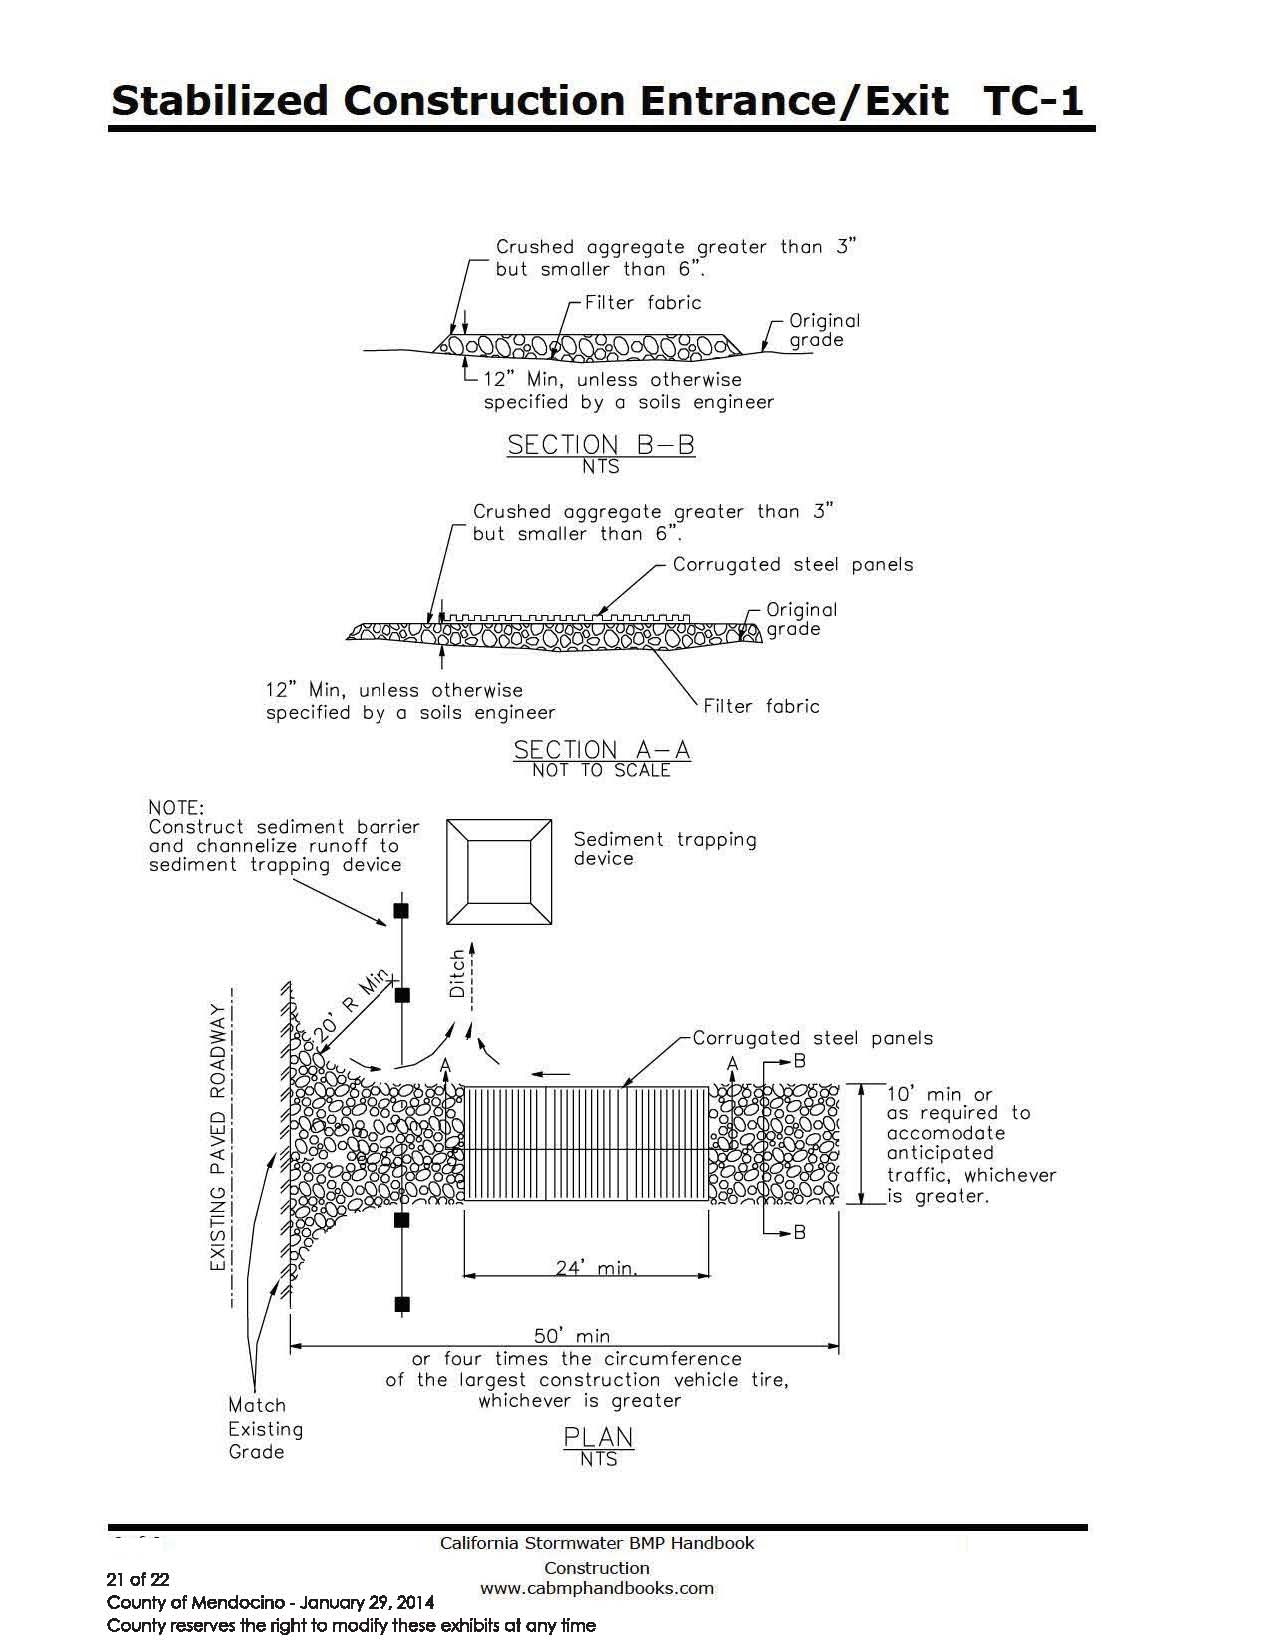 Stabilized Construction Entrance/Exit TC-1
Crushed aggregate greater than 3"
but smaller than 6".
Filter fabric
Original
grade
12" Min, unless otherwise
specified by a soils engineer
SECTION B-B
NTS
Crushed aggregate greater than 3"
but smaller than 6".
Corrugated steel panels
Original
grade
12" Min, unless otherwise
specified by a soils engineer
Filter fabric
SECTION A-A
NOT TO SCALE
NOTE:
Construct sediment barrier
and channelize runoff to
sediment trapping device
Sediment trapping
device
Ditch
20' R Min
EXISTING PAVED ROADWAY
Corrugated steel panels
A
A
B
B
10' min or
as required to
accomodate
anticipated
traffic, whichever
is greater.
24' min.
50' min
or four times the circumference
of the largest construction vehicle tire,
whichever is greater
Match
Existing
Grade
PLAN
NTS
California Stormwater BMP Handbook
Construction
www.cabmphandbooks.com
21 of 22
County of Mendocino - January 29, 2014
County reserves the right to modify these exhibits at any time